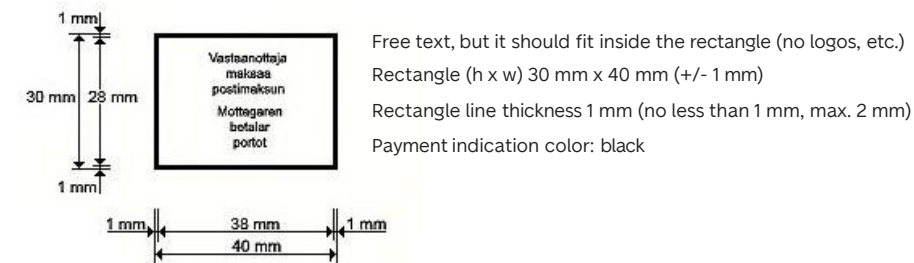 1 mm
30 mm
28 mm
1 mm
Vastaanottaja
maksaa
postimaksun
Mottagaren
betalar
portot
1 mm
38 mm
1 mm
40 mm
Free text, but it should fit inside the rectangle (no logos, etc.)
Rectangle (h x w) 30 mm x 40 mm (+/- 1 mm)
Rectangle line thickness 1 mm (no less than 1 mm, max. 2 mm)
Payment indication color: black